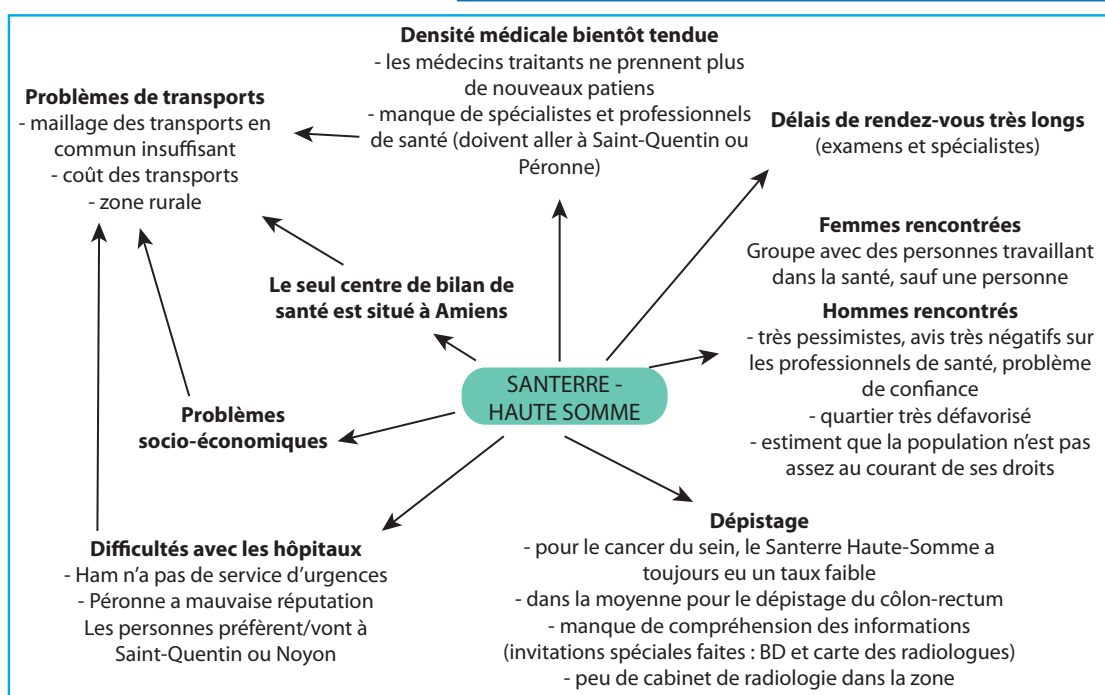 Densité médicale bientôt tendue
- les médecins traitants ne prennent plus
de nouveaux patiens
- manque de spécialistes et professionnels
de santé (doivent aller à Saint-Quentin ou
Péronne)
Problèmes de transports
- maillage des transports en
commun insuffisant
- coût des transports
- zone rurale
Délais de rendez-vous très longs
(examens et spécialistes)
Femmes rencontrées
Groupe avec des personnes travaillant
dans la santé, sauf une personne
Hommes rencontrés
- très pessimistes, avis très négatifs sur
les professionnels de santé, problème
de confiance
- quartier très défavorisé
- estiment que la population n'est pas
assez au courant de ses droits
Le seul centre de bilan de
santé est situé à Amiens
SANTERRE -
HAUTE SOMME
Problèmes
socio-économiques
Difficultés avec les hôpitaux
- Ham n'a pas de service d'urgences
- Péronne a mauvaise réputation
Les personnes préfèrent/vont à
Saint-Quentin ou Noyon
Dépistage
- pour le cancer du sein, le Santerre Haute-Somme a
toujours eu un taux faible
- dans la moyenne pour le dépistage du côlon-rectum
- manque de compréhension des informations
(invitations spéciales faites : BD et carte des radiologues)
- peu de cabinet de radiologie dans la zone